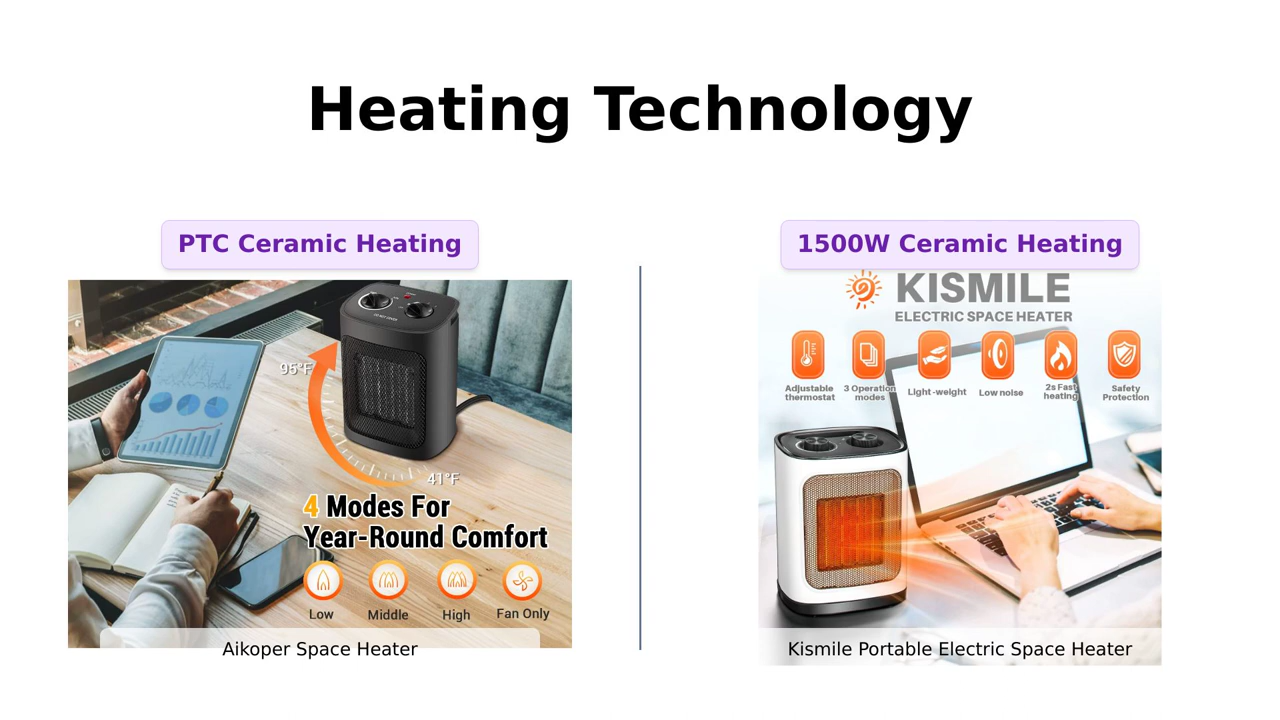 Heating Technology
PTC Ceramic Heating
95°F
41°F
4 Modes For
Year-Round Comfort
Low
Middle
High
Fan Only
Aikoper Space Heater
1500W Ceramic Heating
KISMILE
ELECTRIC SPACE HEATER
Adjustable
thermostat
3 Operation
modes
Light-weight
Low noise
2s Fast
heating
Safety
Protection
Kismile Portable Electric Space Heater